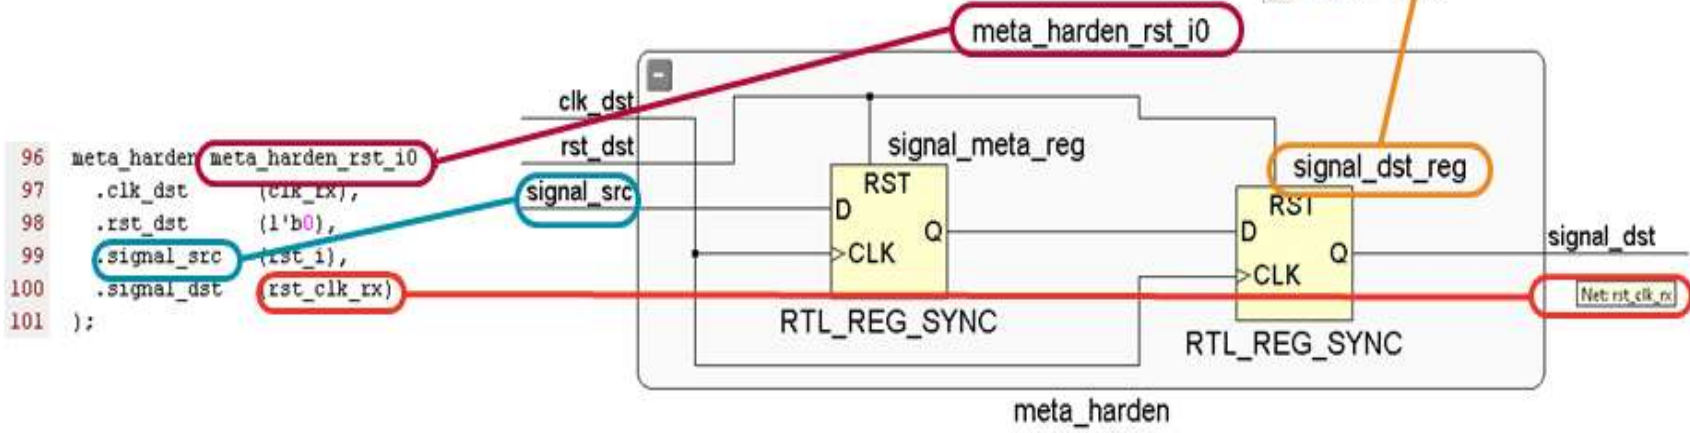 meta_harden_rst_i0
clk_dst
rst_dst
signal_meta_reg
signal_dst_reg
signal_src
RST
D
Q
CLK
RST
D
Q
CLK
signal_dst
Net: rst_clk_rx
RTL_REG_SYNC
RTL_REG_SYNC
meta_harden
96 meta_harden meta_harden_rst_i0 (
97 .clk_dst (clk_rx),
98 .rst_dst (1'b0),
99 .signal_src (rst_i),
100 .signal_dst (rst_clk_rx)
101 );